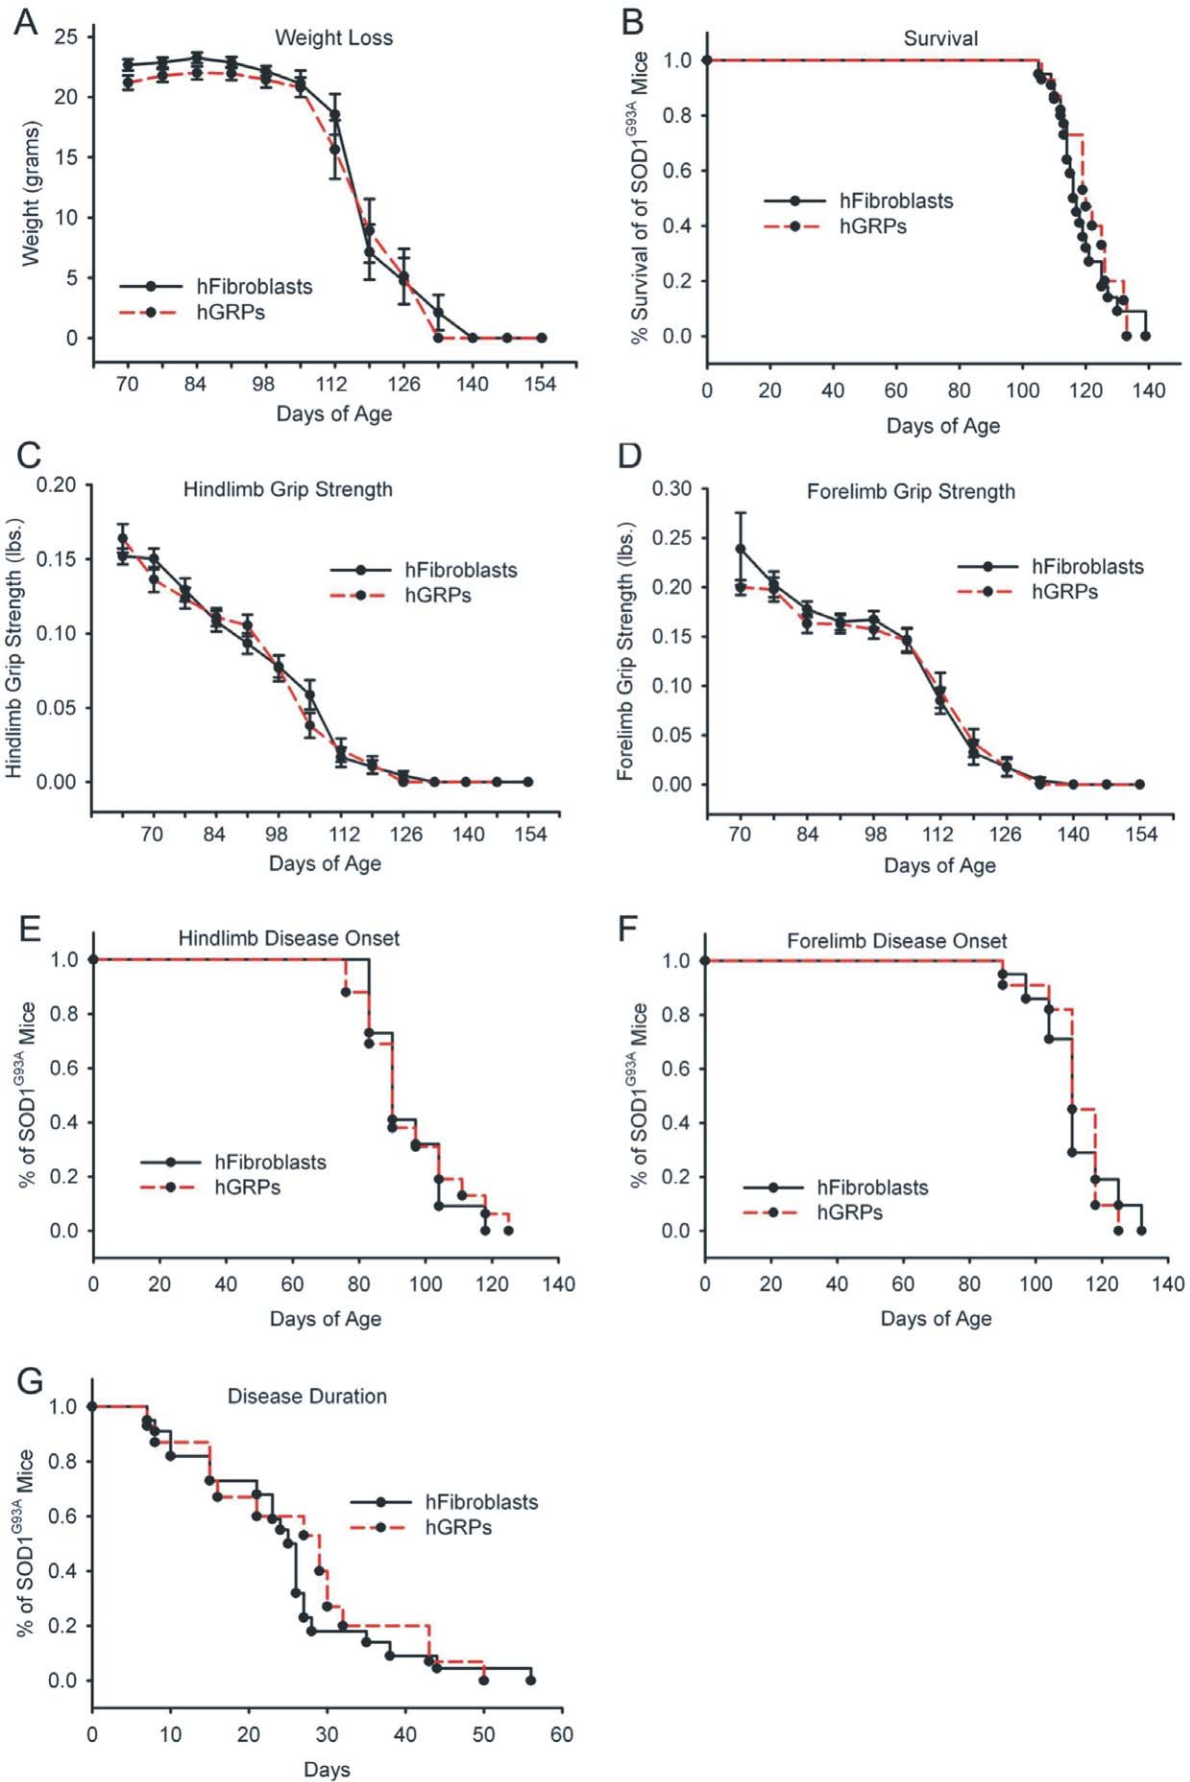 A
Weight Loss
25
20
15
10
5
0
Weight (grams)
hFibroblasts
hGRPs
70 84 98 112 126 140 154
Days of Age
B
Survival
1.0
0.8
0.6
0.4
0.2
0.0
% Survival of of SOD1^G93A Mice
hFibroblasts
hGRPs
0 20 40 60 80 100 120 140
Days of Age
C
Hindlimb Grip Strength
0.20
0.15
0.10
0.05
0.00
Hindlimb Grip Strength (lbs.)
hFibroblasts
hGRPs
70 84 98 112 126 140 154
Days of Age
D
Forelimb Grip Strength
0.30
0.25
0.20
0.15
0.10
0.05
0.00
Forelimb Grip Strength (lbs.)
hFibroblasts
hGRPs
70 84 98 112 126 140 154
Days of Age
E
Hindlimb Disease Onset
1.0
0.8
0.6
0.4
0.2
0.0
% of SOD1^G93A Mice
hFibroblasts
hGRPs
0 20 40 60 80 100 120 140
Days of Age
F
Forelimb Disease Onset
1.0
0.8
0.6
0.4
0.2
0.0
% of SOD1^G93A Mice
hFibroblasts
hGRPs
0 20 40 60 80 100 120 140
Days of Age
G
Disease Duration
1.0
0.8
0.6
0.4
0.2
0.0
% of SOD1^G93A Mice
hFibroblasts
hGRPs
0 10 20 30 40 50 60
Days